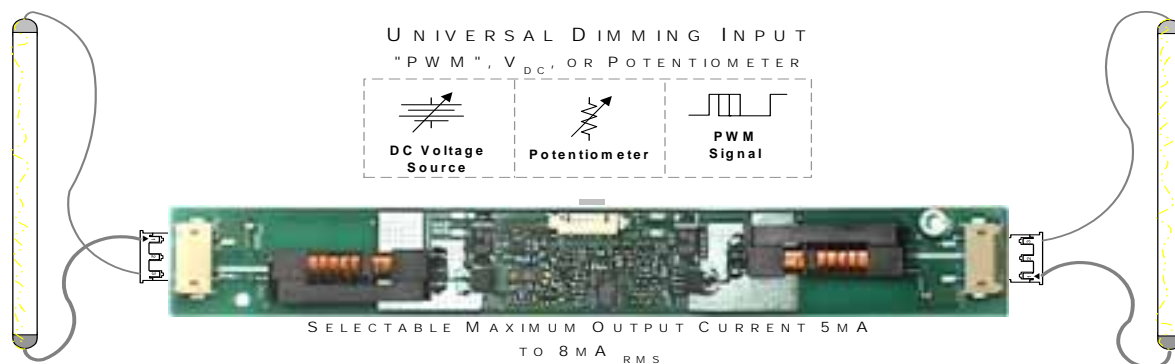 UNIVERSAL DIMMING INPUT
"PWM", VDC, OR POTENTIOMETER
DC Voltage
Source
Potentiometer
PWM
Signal
SELECTABLE MAXIMUM OUTPUT CURRENT 5MA
TO 8MA RMS